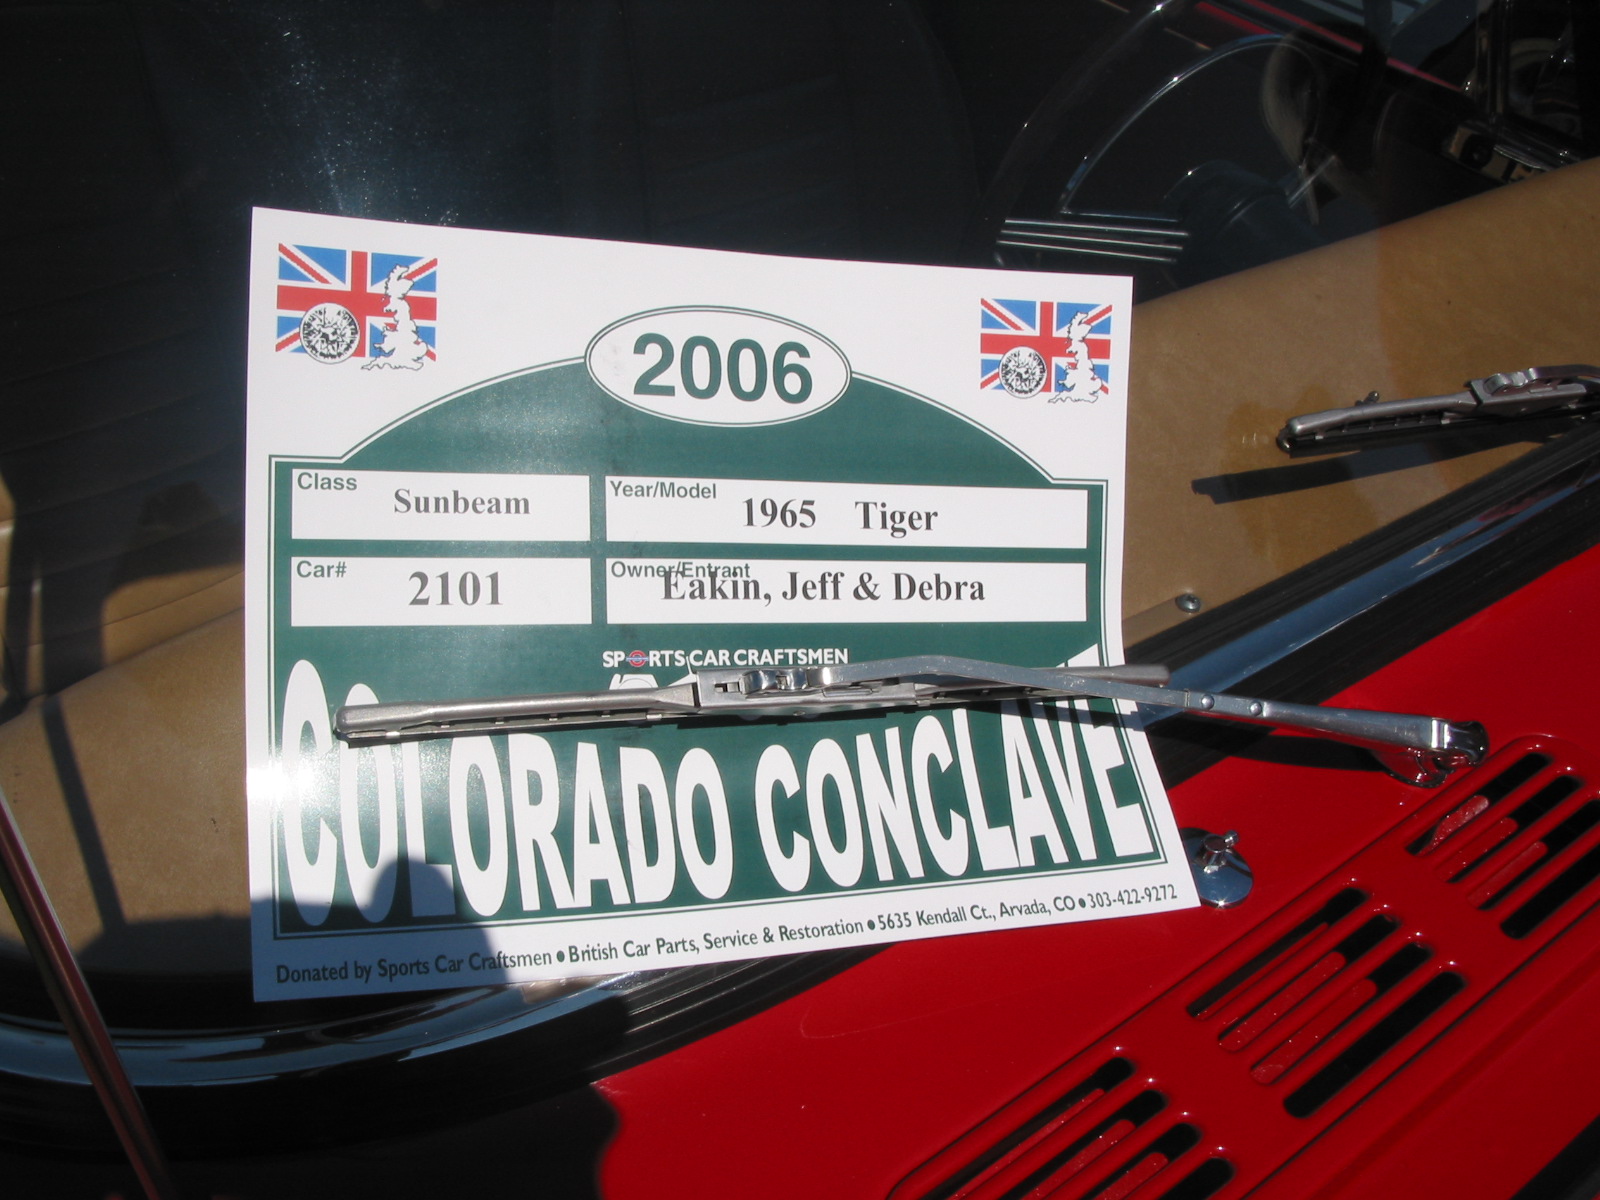 2006
Class
Sunbeam
Year/Model
1965 Tiger
Car#
2101
Owner/Entrant
Eakin, Jeff & Debra
SPORTS CAR CRAFTSMEN
COLORADO CONCLAVE
Donated by Sports Car Craftsmen • British Car Parts, Service & Restoration • 5635 Kendall Ct., Arvada, CO • 303-422-9272